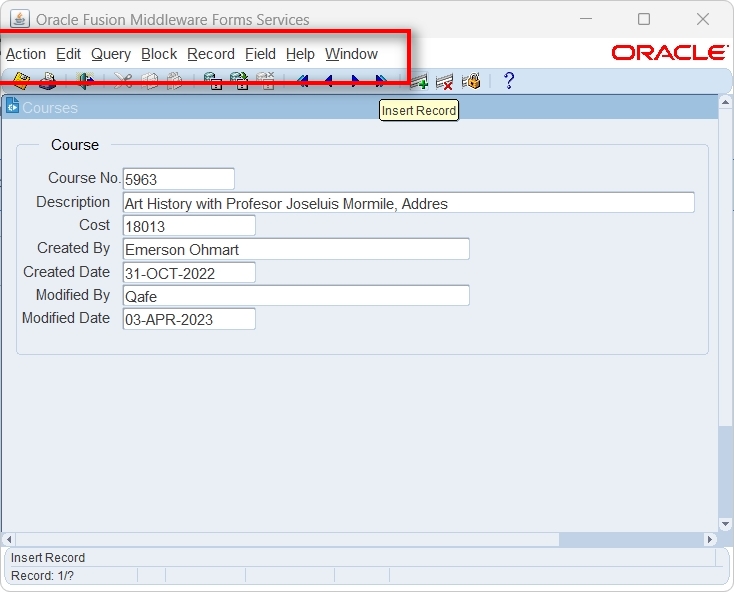 Oracle Fusion Middleware Forms Services
Action Edit Query Block Record Field Help Window
ORACLE
?
Insert Record
Courses
Course
Course No. 5963
Description Art History with Profesor Joseluis Mormile, Addres
Cost 18013
Created By Emerson Ohmart
Created Date 31-OCT-2022
Modified By Qafe
Modified Date 03-APR-2023
Insert Record
Record: 1/?